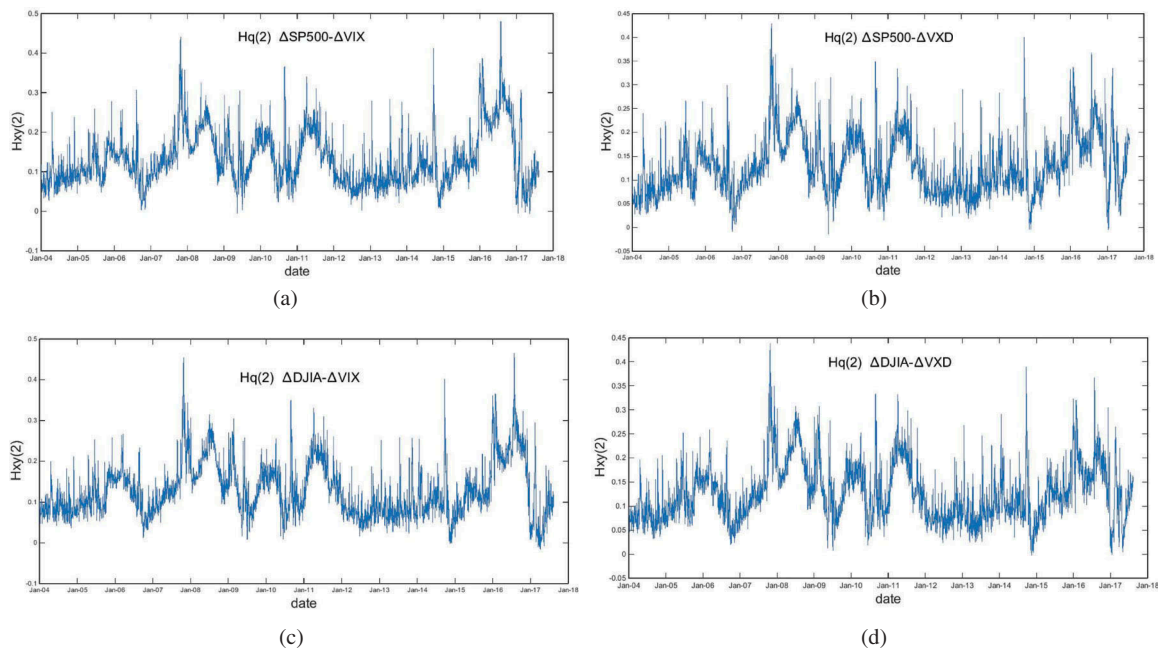 Hq(2) ΔSP500-ΔVIX
Hxy(2)
0.5
0.4
0.3
0.2
0.1
0
-0.1
Jan-04 Jan-05 Jan-06 Jan-07 Jan-08 Jan-09 Jan-10 Jan-11 Jan-12 Jan-13 Jan-14 Jan-15 Jan-16 Jan-17
date
(a)
Hq(2) ΔSP500-ΔVXD
Hxy(2)
0.45
0.4
0.35
0.3
0.25
0.2
0.15
0.1
0.05
0
-0.05
Jan-04 Jan-05 Jan-06 Jan-07 Jan-08 Jan-09 Jan-10 Jan-11 Jan-12 Jan-13 Jan-14 Jan-15 Jan-16 Jan-17 Jan-18
date
(b)
Hq(2) ΔDJIA-ΔVIX
Hxy(2)
0.5
0.4
0.3
0.2
0.1
0
-0.1
Jan-04 Jan-05 Jan-06 Jan-07 Jan-08 Jan-09 Jan-10 Jan-11 Jan-12 Jan-13 Jan-14 Jan-15 Jan-16 Jan-17 Jan-18
date
(c)
Hq(2) ΔDJIA-ΔVXD
Hxy(2)
0.45
0.4
0.35
0.3
0.25
0.2
0.15
0.1
0.05
0
-0.05
Jan-04 Jan-05 Jan-06 Jan-07 Jan-08 Jan-09 Jan-10 Jan-11 Jan-12 Jan-13 Jan-14 Jan-15 Jan-16 Jan-17 Jan-18
date
(d)